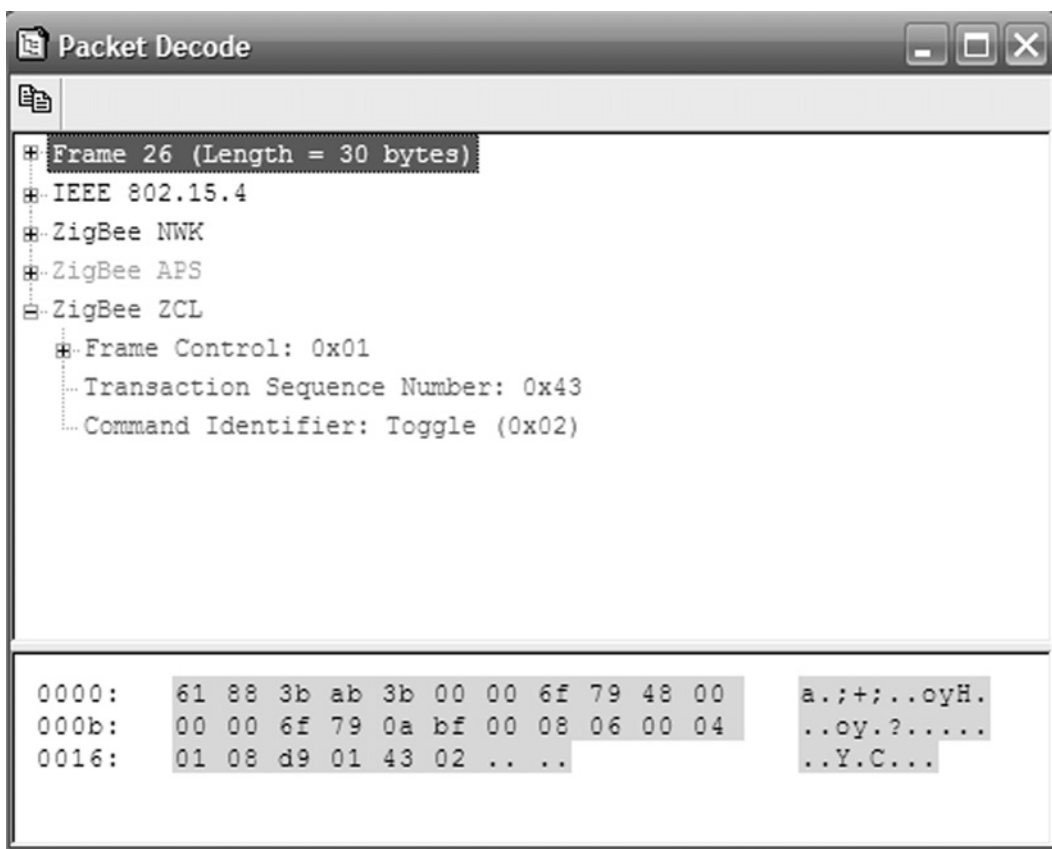 Packet Decode
Frame 26 (Length = 30 bytes)
IEEE 802.15.4
ZigBee NWK
ZigBee APS
ZigBee ZCL
Frame Control: 0x01
Transaction Sequence Number: 0x43
Command Identifier: Toggle (0x02)
0000: 61 88 3b ab 3b 00 00 6f 79 48 00 a.;+;..oyH.
000b: 00 00 6f 79 0a bf 00 08 06 00 04 ..oy.?.....
0016: 01 08 d9 01 43 02 .. .. ..Y.C...